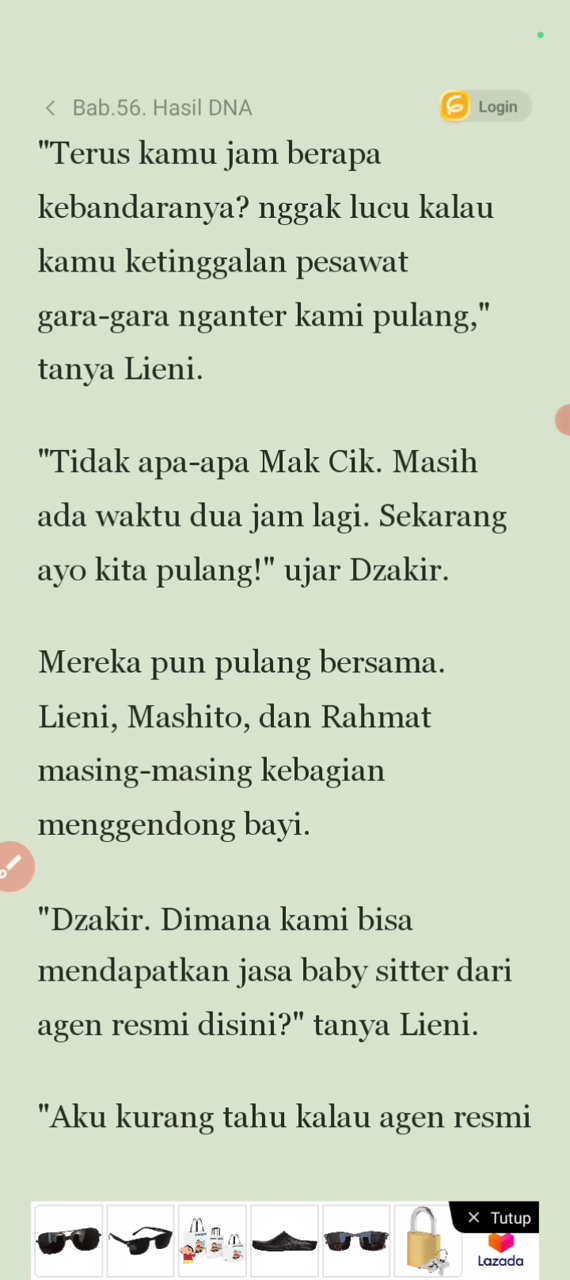 Bab.56. Hasil DNA
Login
"Terus kamu jam berapa
kebandaranya? nggak lucu kalau
kamu ketinggalan pesawat
gara-gara nganter kami pulang,"
tanya Lieni.
"Tidak apa-apa Mak Cik. Masih
ada waktu dua jam lagi. Sekarang
ayo kita pulang!" ujar Dzakir.
Mereka pun pulang bersama.
Lieni, Mashito, dan Rahmat
masing-masing kebagian
menggendong bayi.
"Dzakir. Dimana kami bisa
mendapatkan jasa baby sitter dari
agen resmi disini?" tanya Lieni.
"Aku kurang tahu kalau agen resmi
× Tutup
Lazada